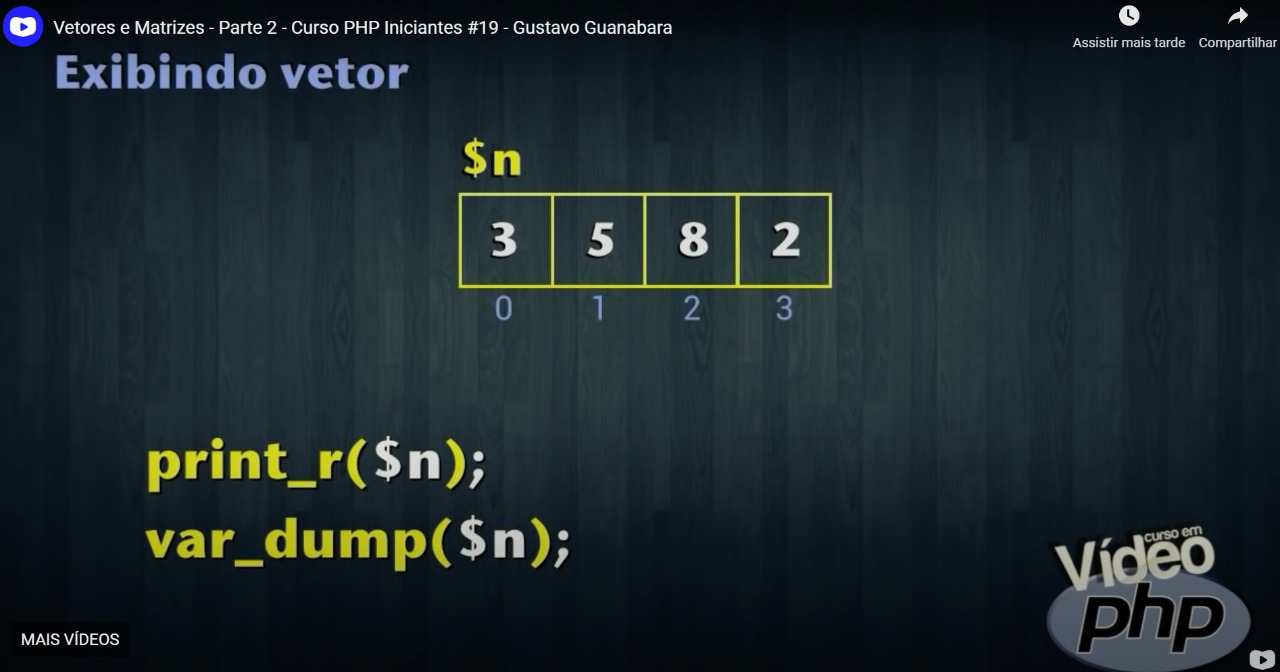 Vetores e Matrizes - Parte 2 - Curso PHP Iniciantes #19 - Gustavo Guanabara
Assistir mais tarde
Compartilhar
Exibindo vetor
$n
3 5 8 2
0 1 2 3
print_r($n);
var_dump($n);
curso em
Vídeo
php
MAIS VÍDEOS